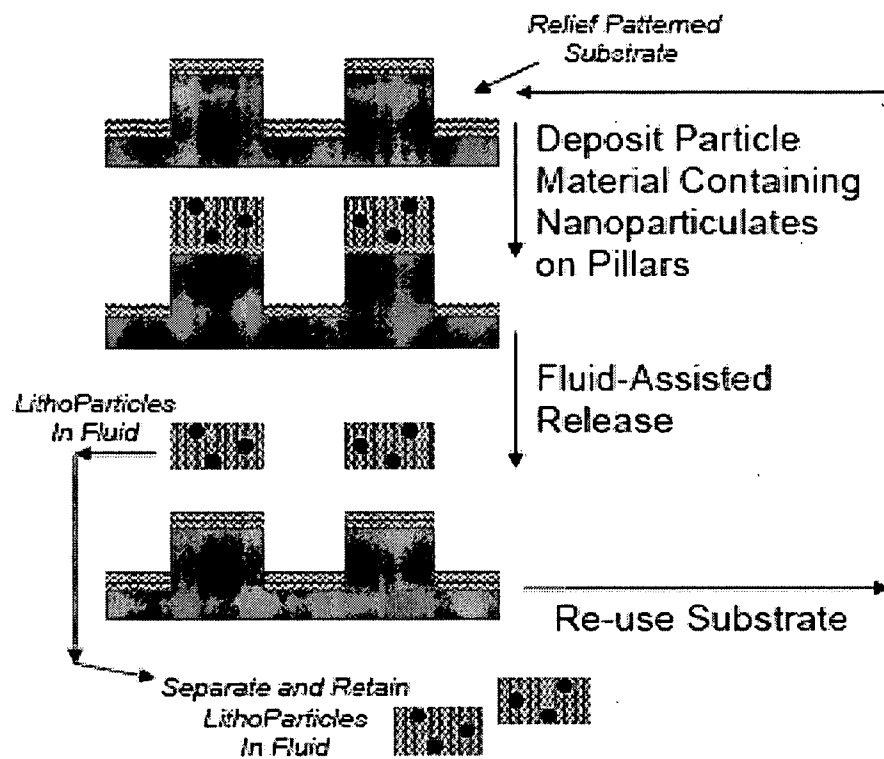 Relief Patterned
Substrate
Deposit Particle
Material Containing
Nanoparticulates
on Pillars
Fluid-Assisted
Release
LithoParticles
In Fluid
Re-use Substrate
Separate and Retain
LithoParticles
In Fluid